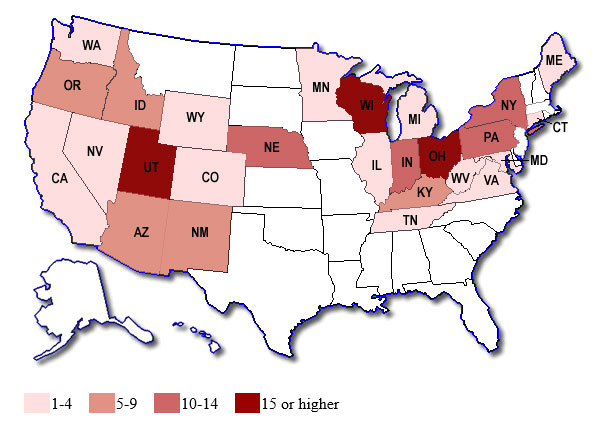 WA
ME
OR
ID
MN
WI
MI
NY
WY
CT
PA
NE
IL
IN
OH
MD
NV
UT
CO
WV
VA
CA
KY
TN
AZ
NM
1-4
5-9
10-14
15 or higher